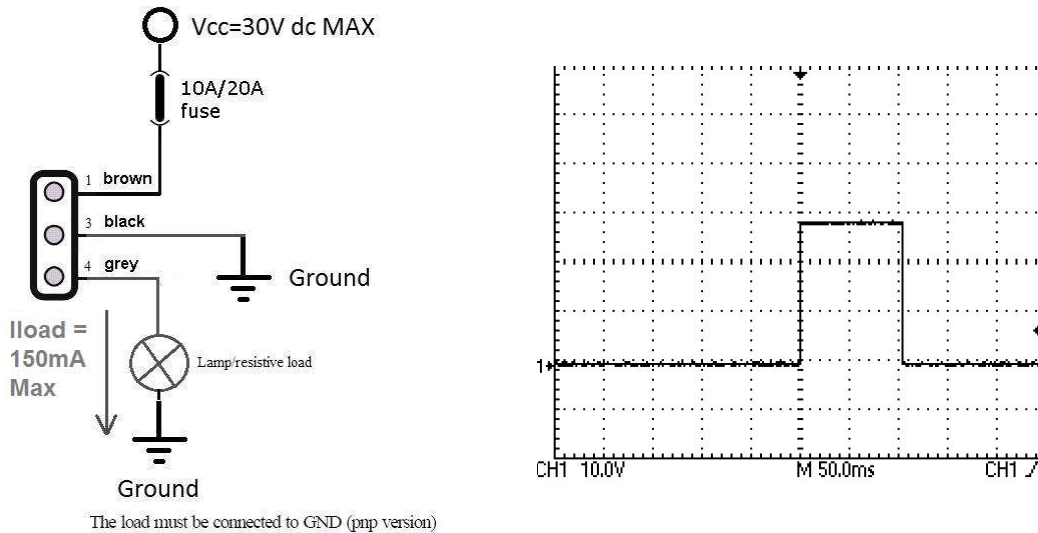 Vcc=30V dc MAX
10A/20A
fuse
1 brown
3 black
4 grey
Ground
Iload =
150mA
Max
Lamp/resistive load
Ground
The load must be connected to GND (pnp version)
1
CH1 10.0V M 50.0ms CH1